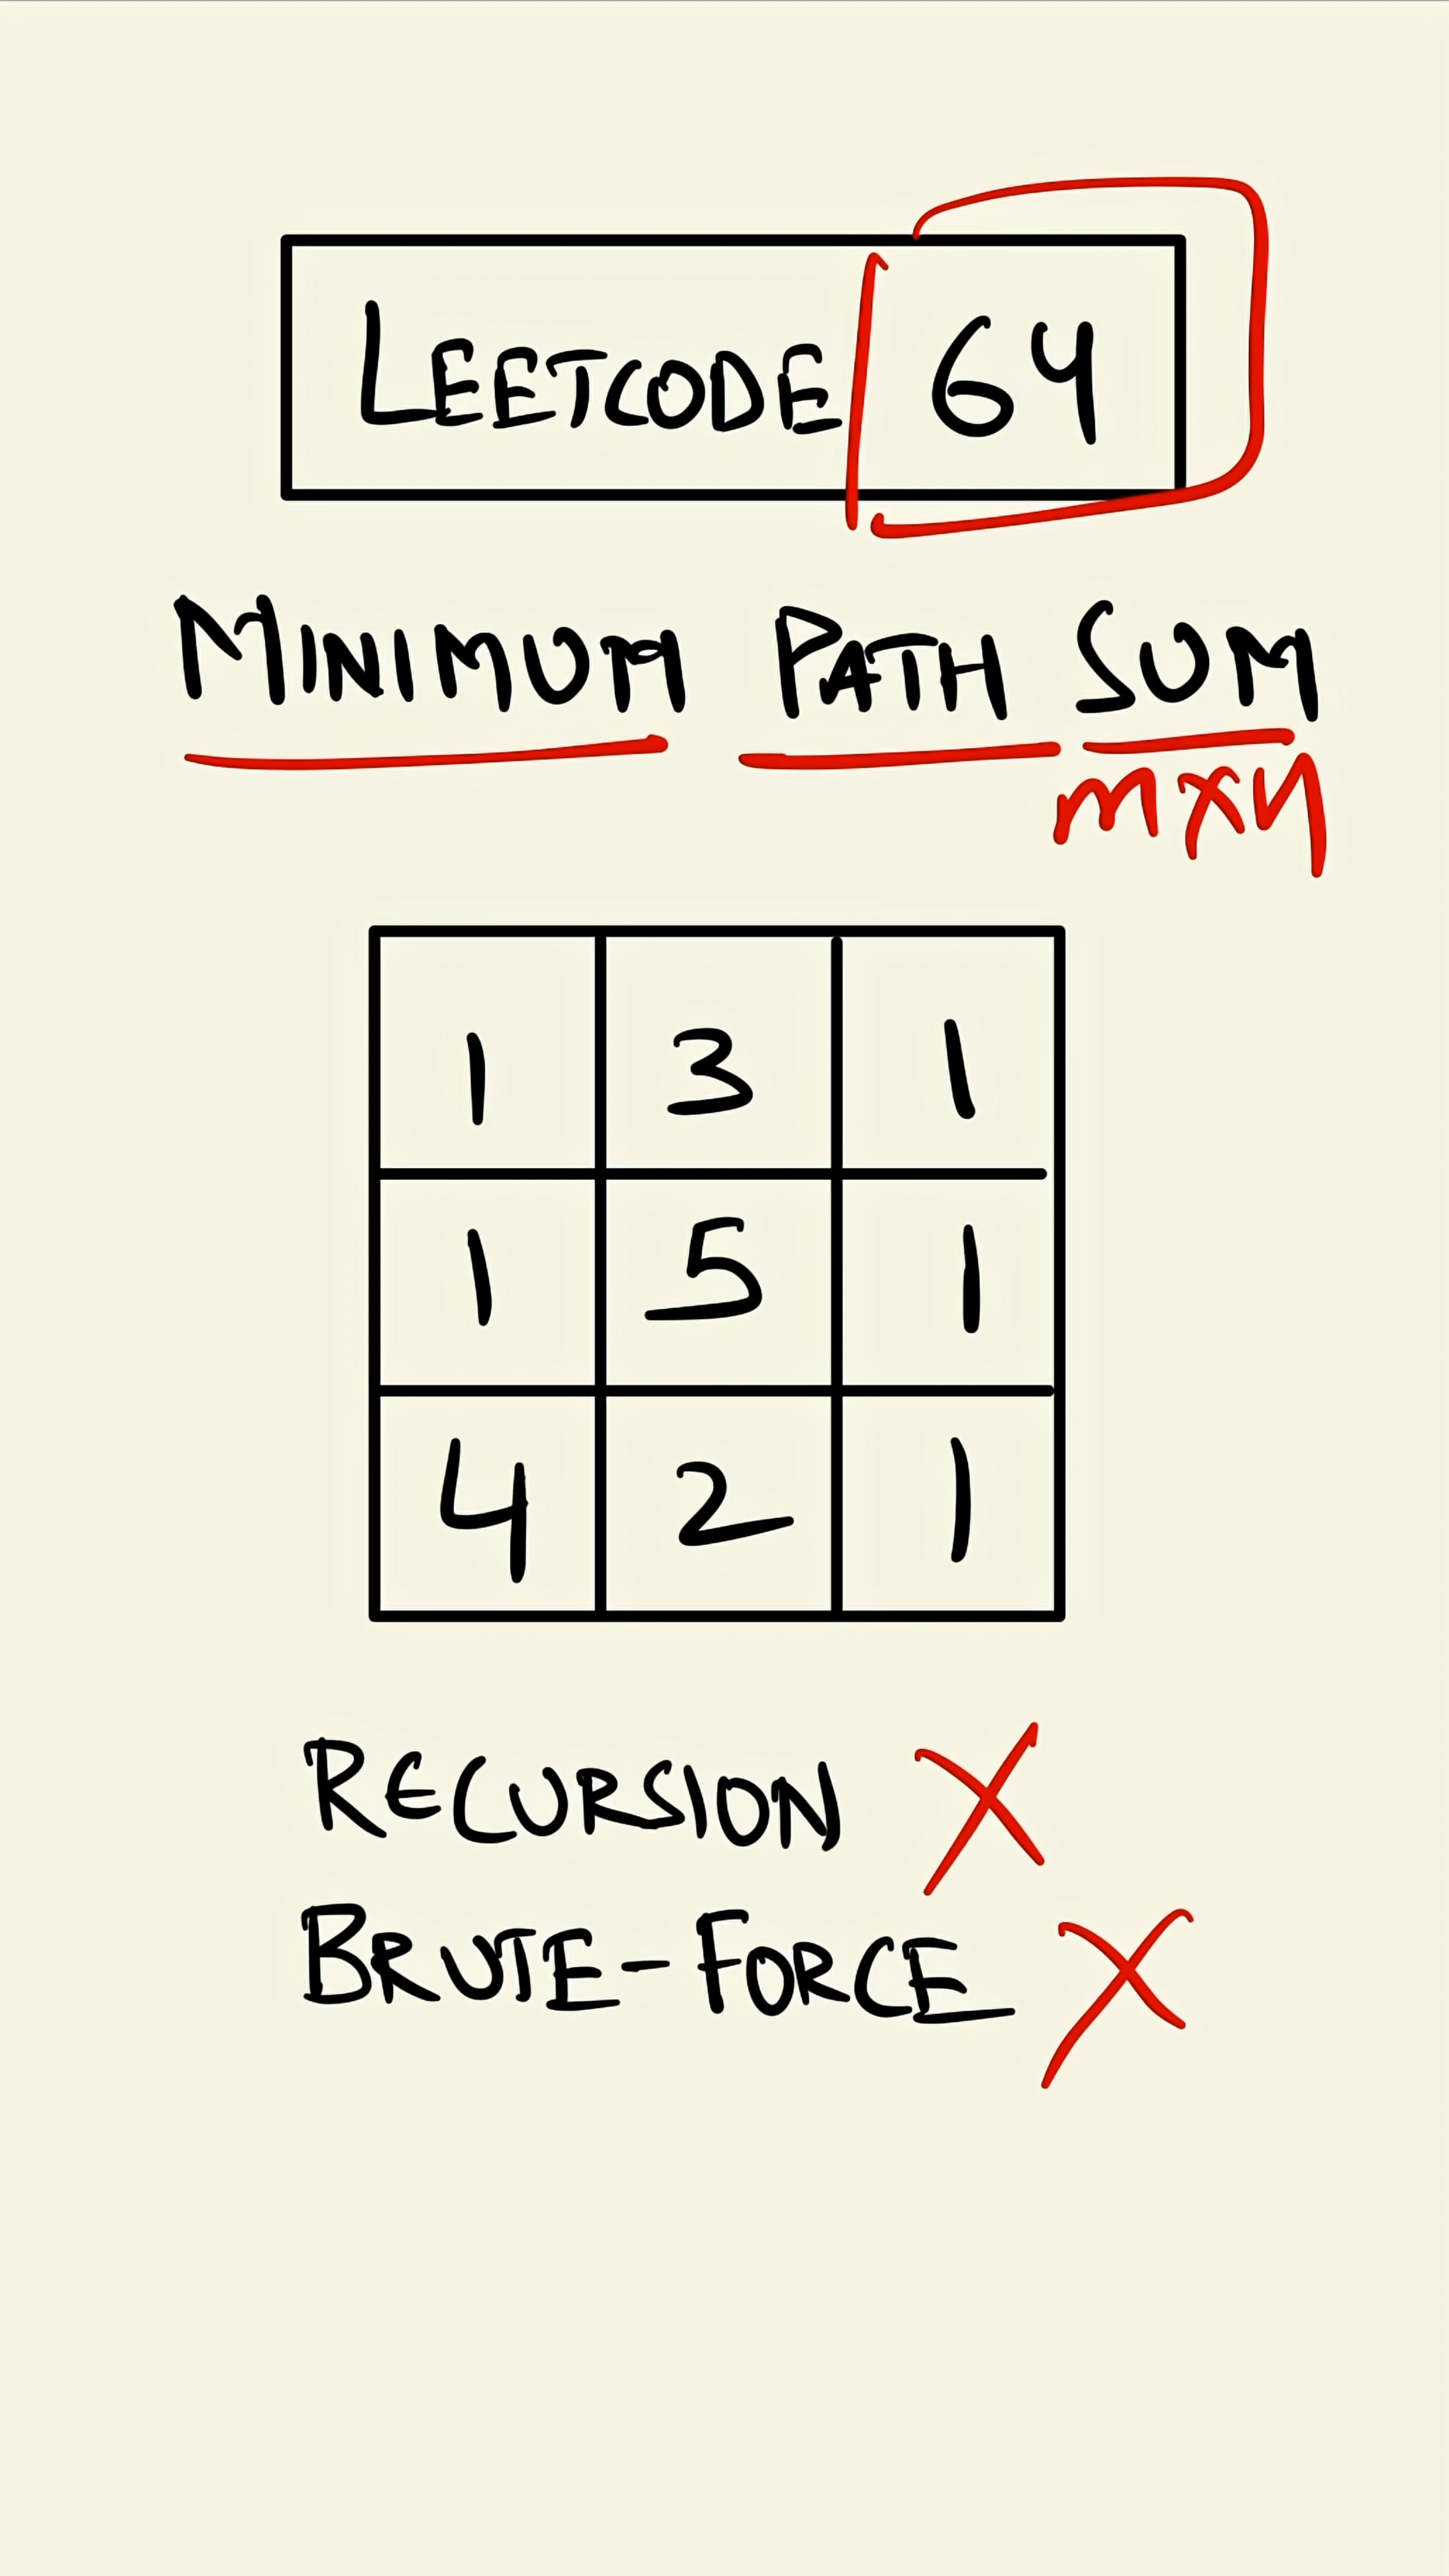 LEETCODE 64
MINIMUM PATH SUM
mxn
1 3 1
1 5 1
4 2 1
RECURSION X
BRUTE-FORCE X